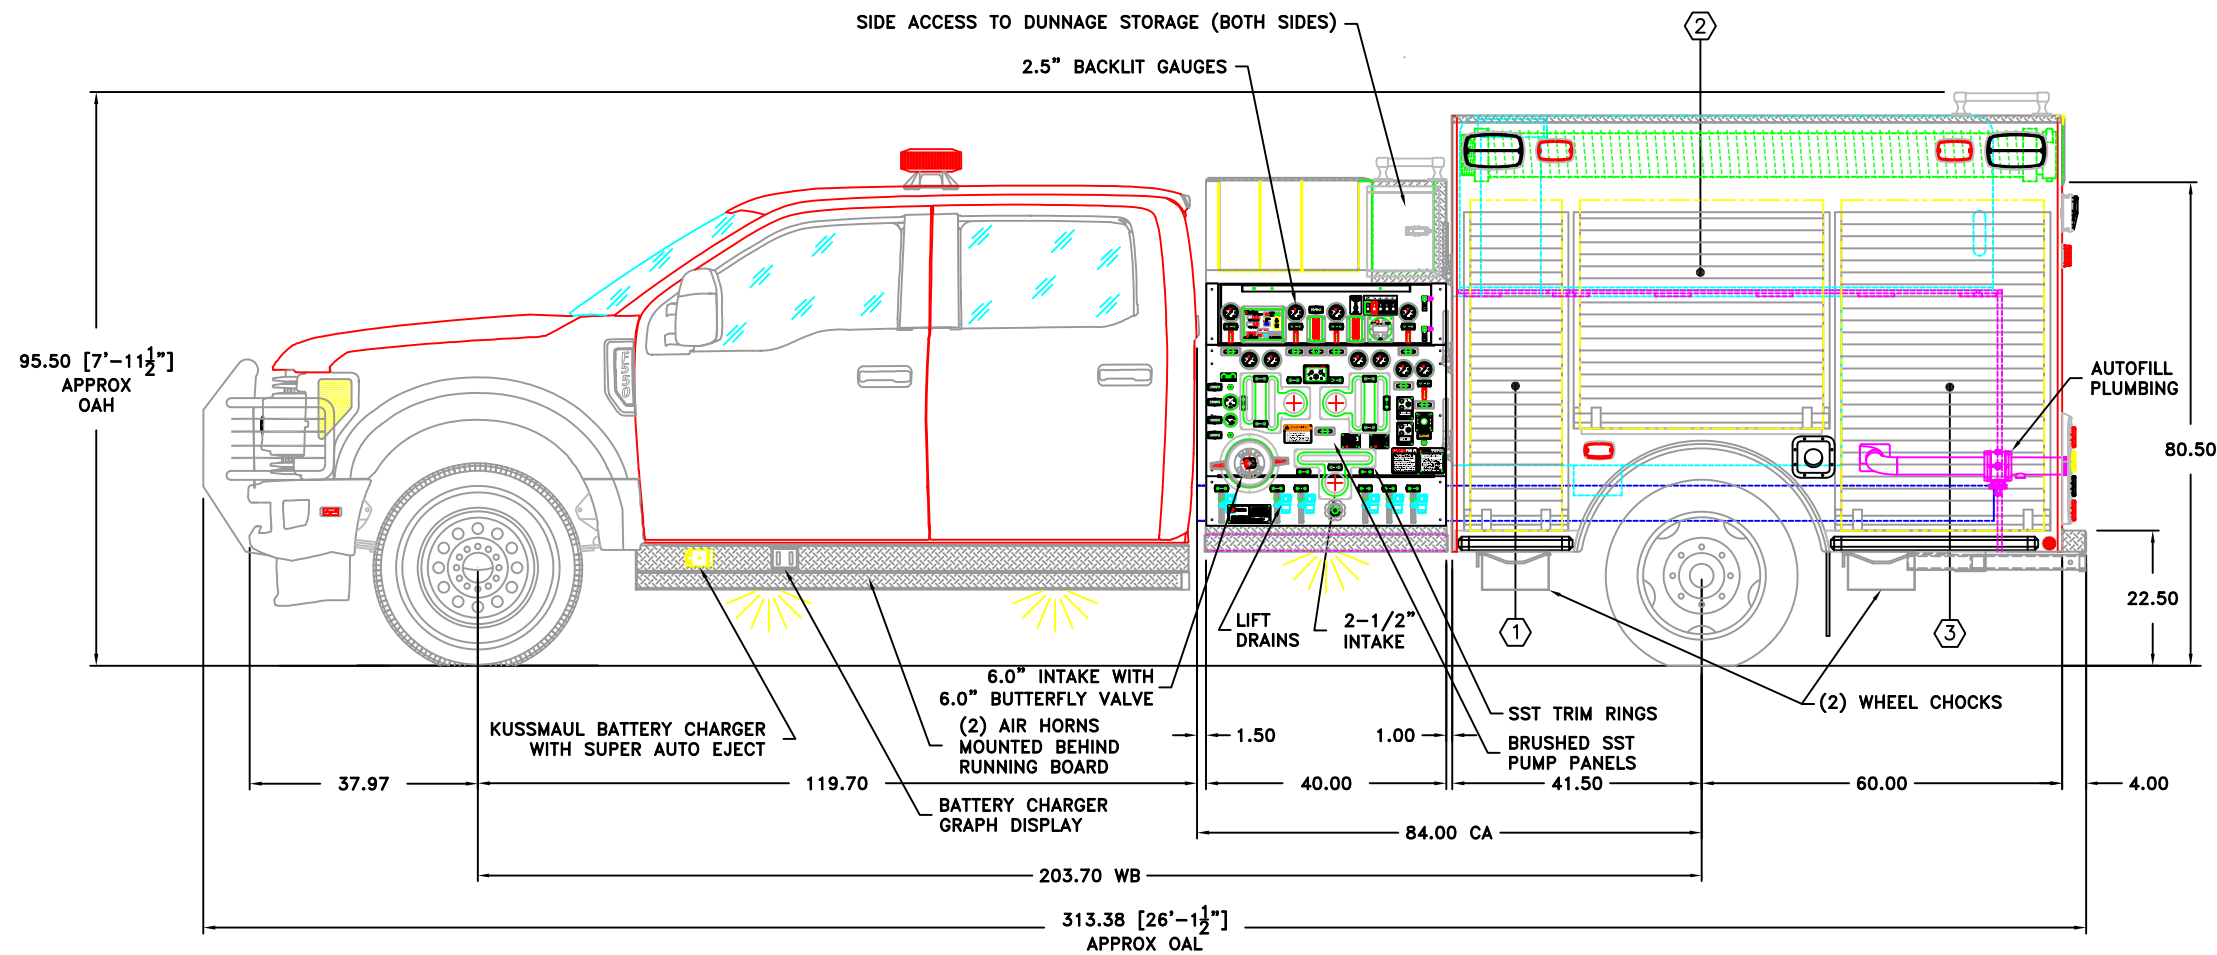 SIDE ACCESS TO DUNNAGE STORAGE (BOTH SIDES)
2.5" BACKLIT GAUGES
2
95.50 [7'-11 1/2"]
APPROX
OAH
AUTOFILL
PLUMBING
80.50
22.50
1
3
LIFT
DRAINS
2-1/2"
INTAKE
6.0" INTAKE WITH
6.0" BUTTERFLY VALVE
(2) WHEEL CHOCKS
SST TRIM RINGS
BRUSHED SST
PUMP PANELS
KUSSMAUL BATTERY CHARGER
WITH SUPER AUTO EJECT
(2) AIR HORNS
MOUNTED BEHIND
RUNNING BOARD
1.50
1.00
37.97
119.70
40.00
41.50
60.00
4.00
BATTERY CHARGER
GRAPH DISPLAY
84.00 CA
203.70 WB
313.38 [26'-1 1/2"]
APPROX OAL